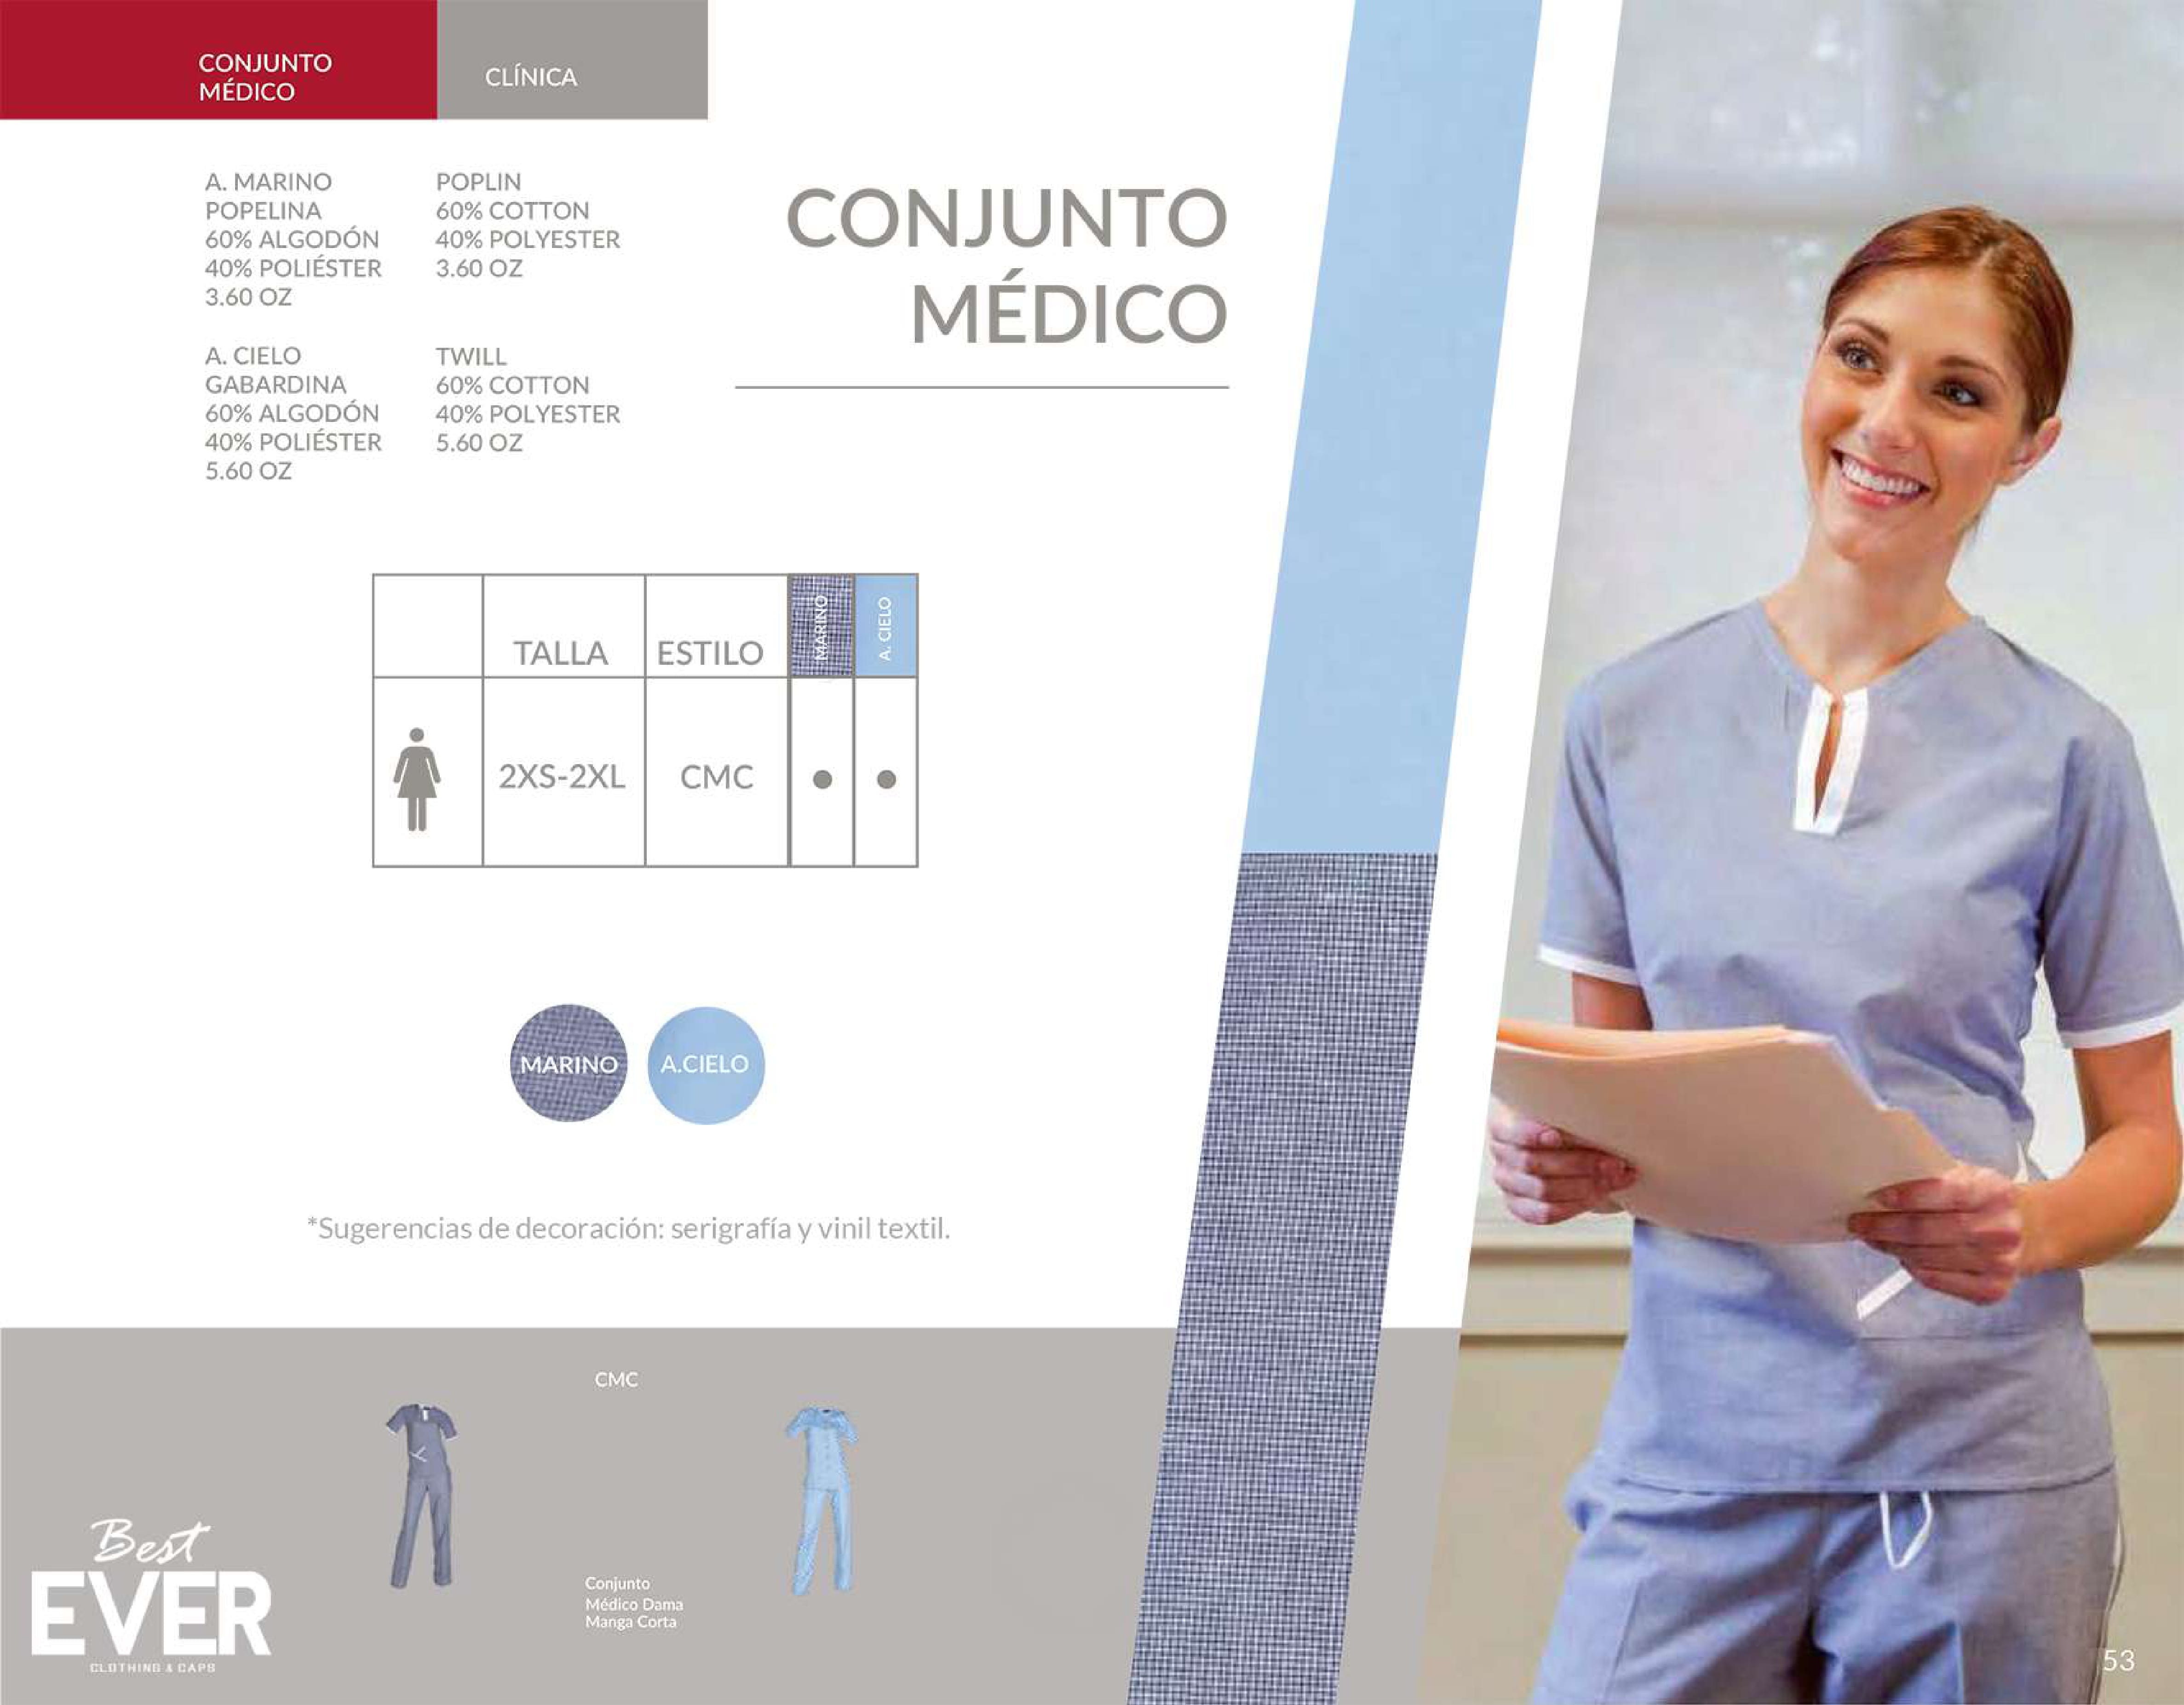 CONJUNTO
MÉDICO
CLÍNICA
A. MARINO
POPELINA
60% ALGODÓN
40% POLIÉSTER
3.60 OZ
POPLIN
60% COTTON
40% POLYESTER
3.60 OZ
A. CIELO
GABARDINA
60% ALGODÓN
40% POLIÉSTER
5.60 OZ
TWILL
60% COTTON
40% POLYESTER
5.60 OZ
CONJUNTO
MÉDICO
TALLA
ESTILO
MARINO
A. CIELO
2XS-2XL
CMC
MARINO
A.CIELO
*Sugerencias de decoración: serigrafía y vinil textil.
CMC
Conjunto
Médico Dama
Manga Corta
Best
EVER
CLOTHING & CAPS
53